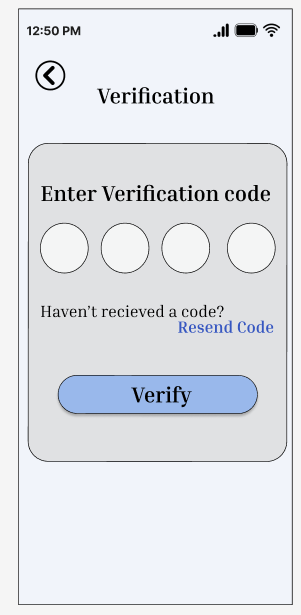 12:50 PM
Verification
Enter Verification code
Haven’t recieved a code?
Resend Code
Verify